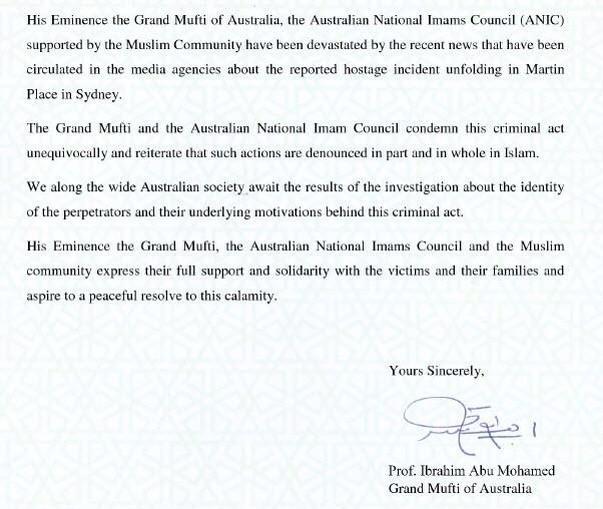 His Eminence the Grand Mufti of Australia, the Australian National Imams Council (ANIC)
supported by the Muslim Community have been devastated by the recent news that have been
circulated in the media agencies about the reported hostage incident unfolding in Martin
Place in Sydney.
The Grand Mufti and the Australian National Imam Council condemn this criminal act
unequivocally and reiterate that such actions are denounced in part and in whole in Islam.
We along the wide Australian society await the results of the investigation about the identity
of the perpetrators and their underlying motivations behind this criminal act.
His Eminence the Grand Mufti, the Australian National Imams Council and the Muslim
community express their full support and solidarity with the victims and their families and
aspire to a peaceful resolve to this calamity.
Yours Sincerely,
Prof. Ibrahim Abu Mohamed
Grand Mufti of Australia